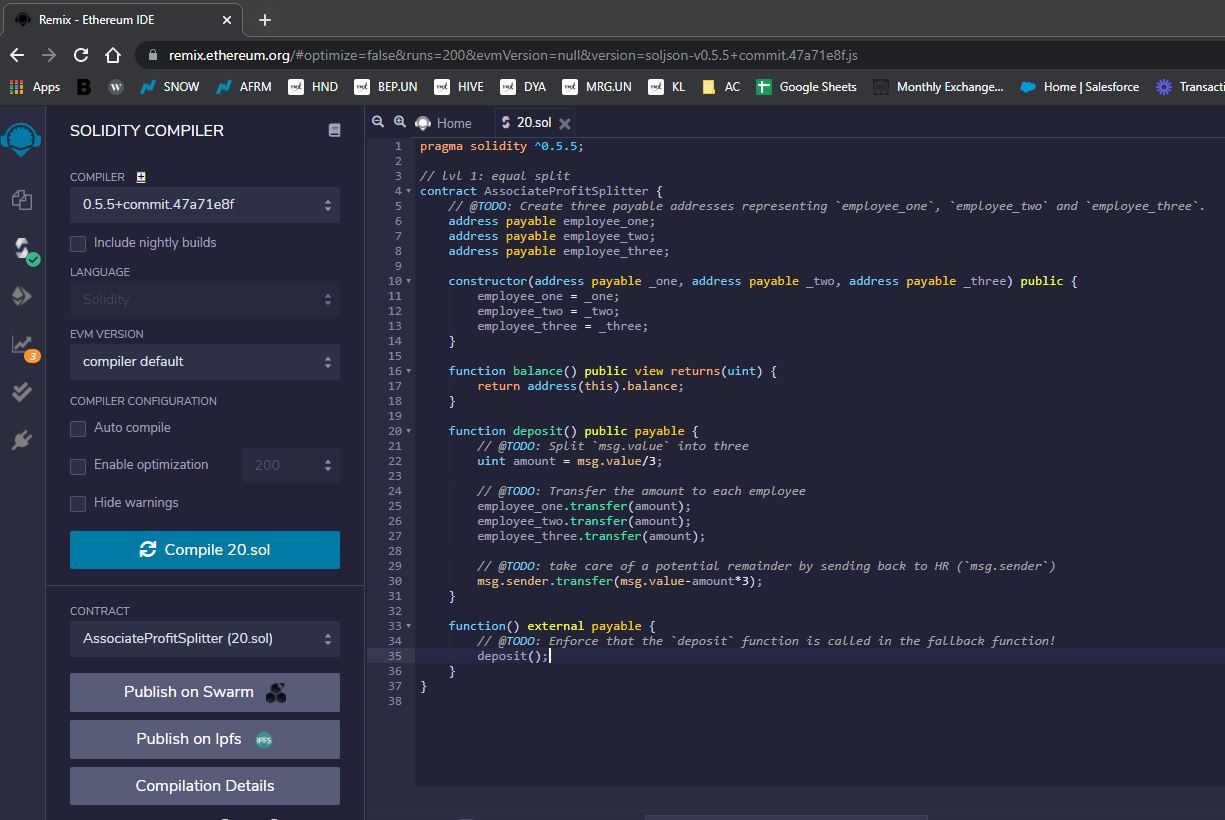 Remix - Ethereum IDE
remix.ethereum.org/#optimize=false&runs=200&evmVersion=null&version=soljson-v0.5.5+commit.47a71e8f.js
Apps B W SNOW AFRM HND BEP.UN HIVE DYA MRG.UN KL AC Google Sheets Monthly Exchange... Home | Salesforce Transacti
SOLIDITY COMPILER
COMPILER
0.5.5+commit.47a71e8f
Include nightly builds
LANGUAGE
Solidity
EVM VERSION
compiler default
COMPILER CONFIGURATION
Auto compile
Enable optimization 200
Hide warnings
Compile 20.sol
CONTRACT
AssociateProfitSplitter (20.sol)
Publish on Swarm
Publish on Ipfs IPFS
Compilation Details
3
Home 20.sol
1 pragma solidity ^0.5.5;
2
3 // lvl 1: equal split
4 contract AssociateProfitSplitter {
5 // @TODO: Create three payable addresses representing `employee_one`, `employee_two` and `employee_three`.
6 address payable employee_one;
7 address payable employee_two;
8 address payable employee_three;
9
10 constructor(address payable _one, address payable _two, address payable _three) public {
11 employee_one = _one;
12 employee_two = _two;
13 employee_three = _three;
14 }
15
16 function balance() public view returns(uint) {
17 return address(this).balance;
18 }
19
20 function deposit() public payable {
21 // @TODO: Split `msg.value` into three
22 uint amount = msg.value/3;
23
24 // @TODO: Transfer the amount to each employee
25 employee_one.transfer(amount);
26 employee_two.transfer(amount);
27 employee_three.transfer(amount);
28
29 // @TODO: take care of a potential remainder by sending back to HR (`msg.sender`)
30 msg.sender.transfer(msg.value-amount*3);
31 }
32
33 function() external payable {
34 // @TODO: Enforce that the `deposit` function is called in the fallback function!
35 deposit();
36 }
37 }
38